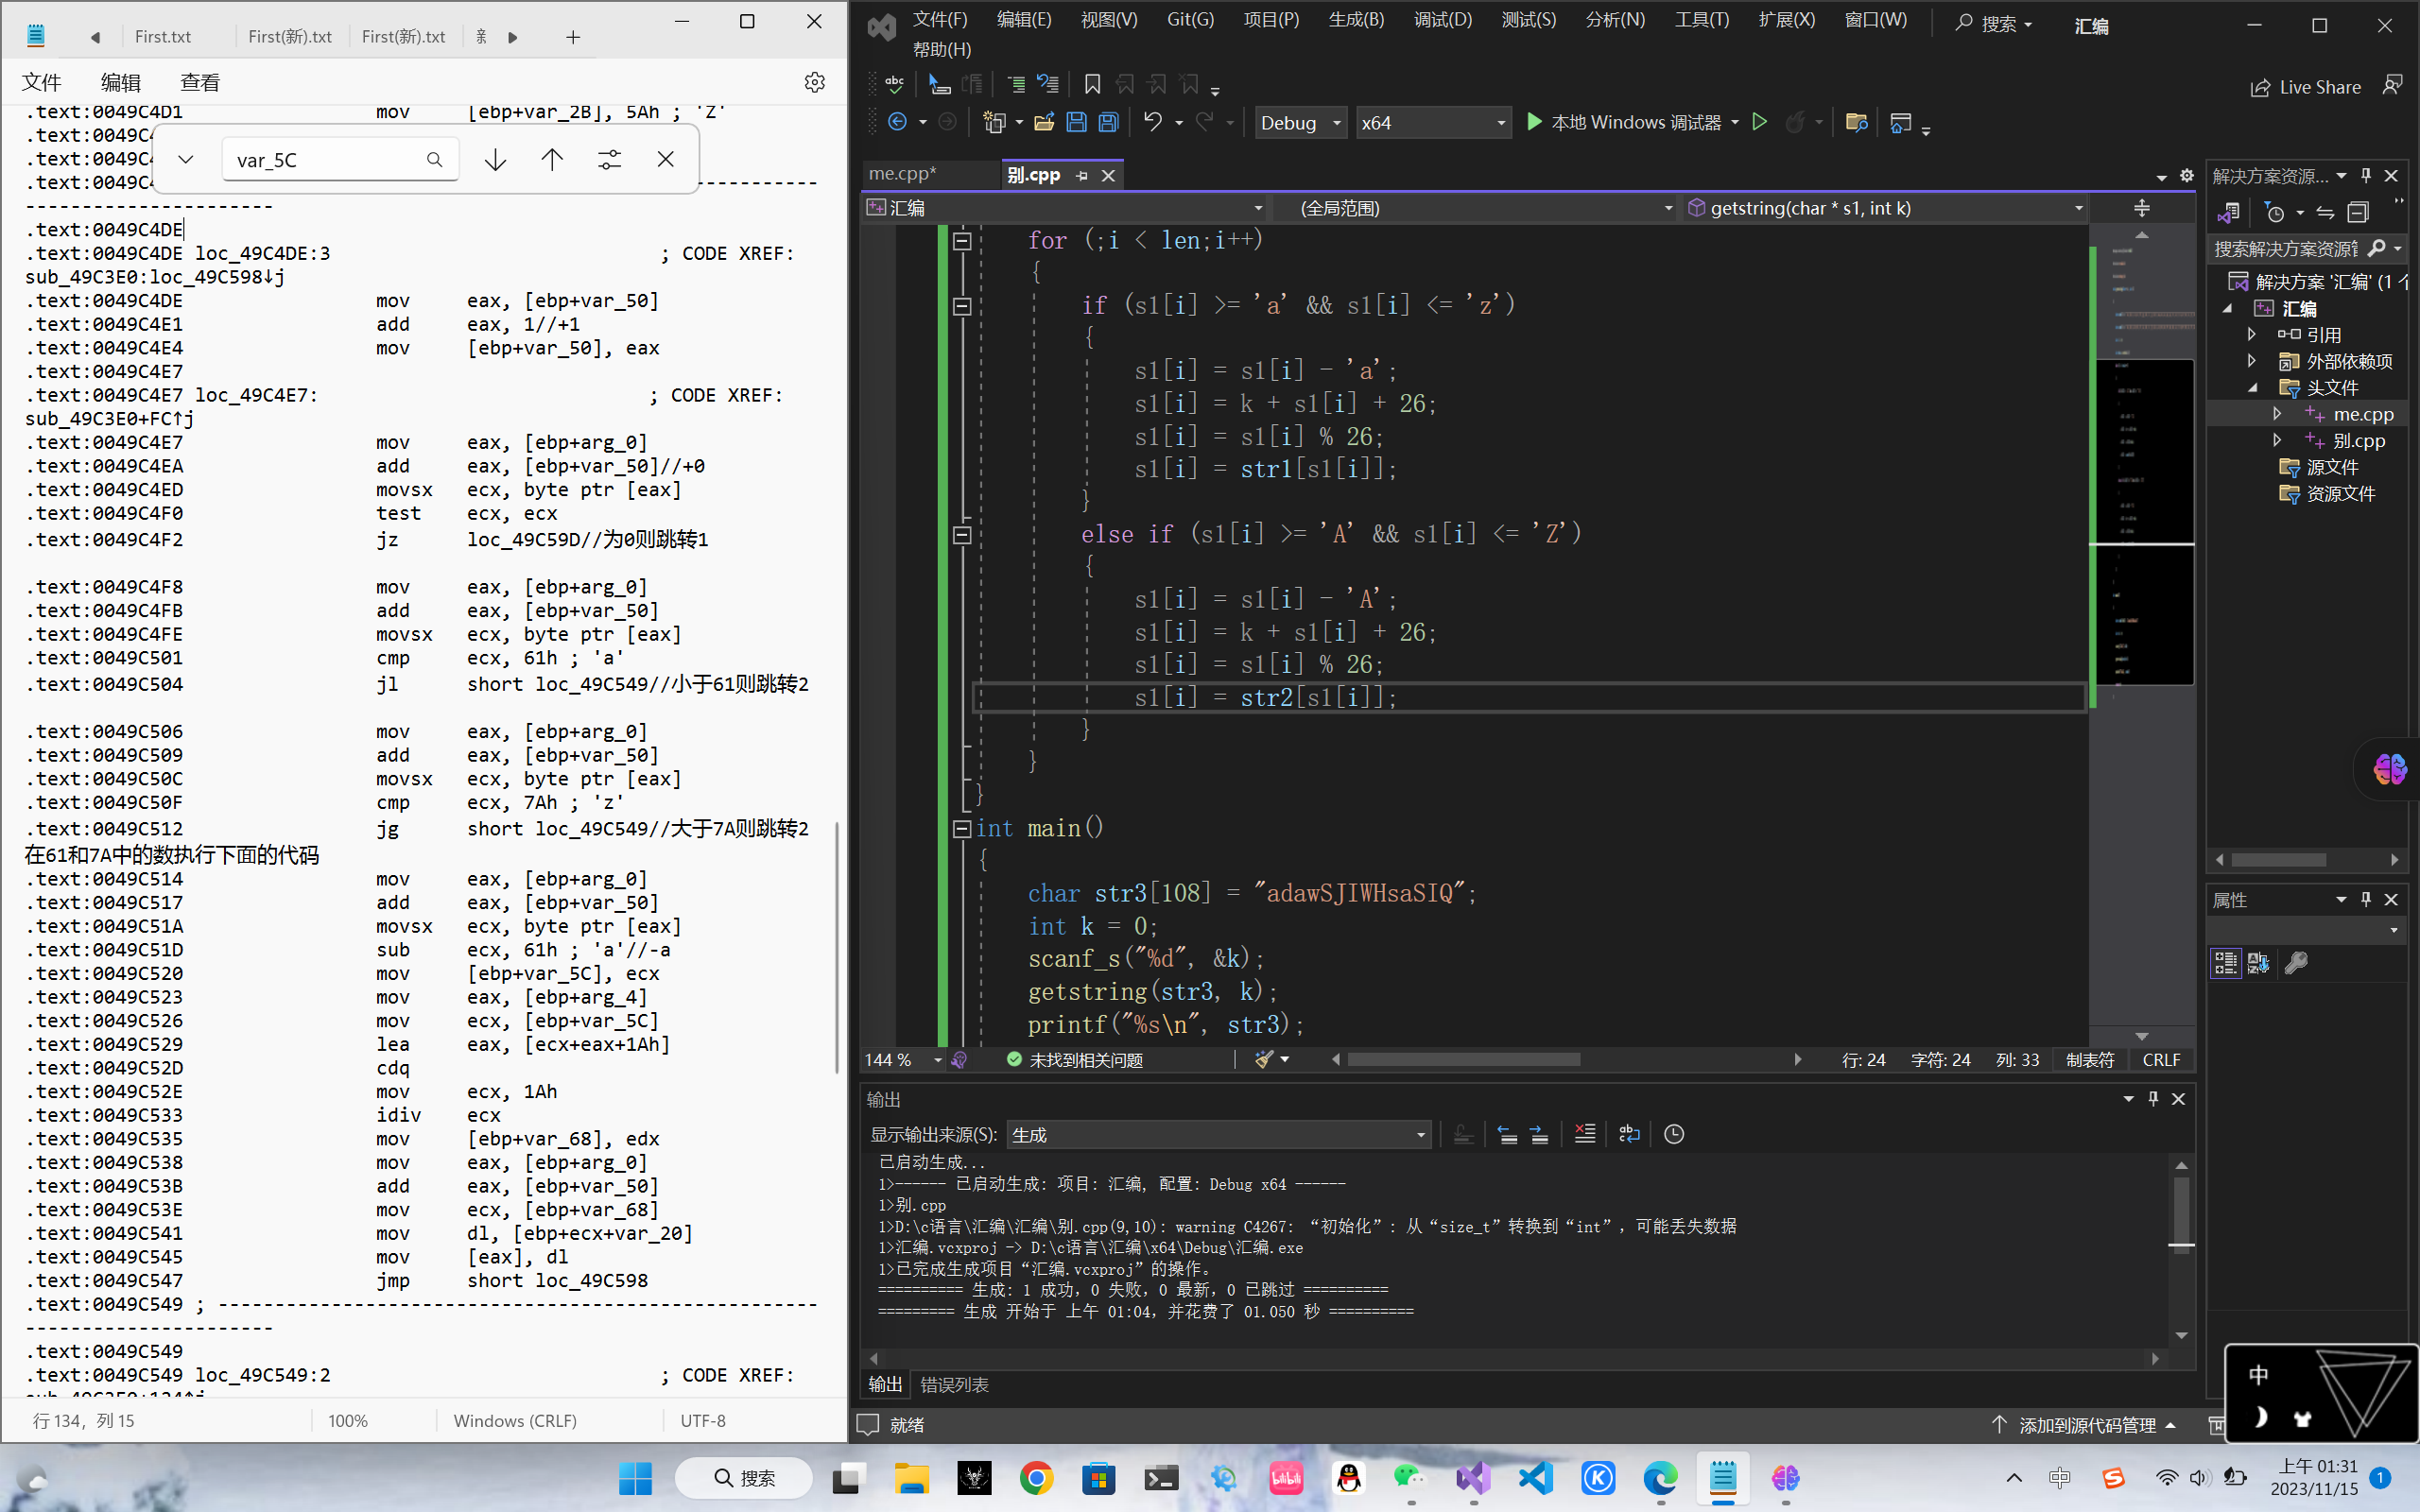 First.txt
First(新).txt
First(新).txt
文件
编辑
查看
.text:0049C4D1 mov [ebp+var_2B], 5Ah ; 'Z'
var_5C
.text:0049C4DE
.text:0049C4DE loc_49C4DE:3 ; CODE XREF:
sub_49C3E0:loc_49C598↓j
.text:0049C4DE mov eax, [ebp+var_50]
.text:0049C4E1 add eax, 1//+1
.text:0049C4E4 mov [ebp+var_50], eax
.text:0049C4E7
.text:0049C4E7 loc_49C4E7: ; CODE XREF:
sub_49C3E0+FC↑j
.text:0049C4E7 mov eax, [ebp+arg_0]
.text:0049C4EA add eax, [ebp+var_50]//+0
.text:0049C4ED movsx ecx, byte ptr [eax]
.text:0049C4F0 test ecx, ecx
.text:0049C4F2 jz loc_49C59D//为0则跳转1
.text:0049C4F8 mov eax, [ebp+arg_0]
.text:0049C4FB add eax, [ebp+var_50]
.text:0049C4FE movsx ecx, byte ptr [eax]
.text:0049C501 cmp ecx, 61h ; 'a'
.text:0049C504 jl short loc_49C549//小于61则跳转2
.text:0049C506 mov eax, [ebp+arg_0]
.text:0049C509 add eax, [ebp+var_50]
.text:0049C50C movsx ecx, byte ptr [eax]
.text:0049C50F cmp ecx, 7Ah ; 'z'
.text:0049C512 jg short loc_49C549//大于7A则跳转2
在61和7A中的数执行下面的代码
.text:0049C514 mov eax, [ebp+arg_0]
.text:0049C517 add eax, [ebp+var_50]
.text:0049C51A movsx ecx, byte ptr [eax]
.text:0049C51D sub ecx, 61h ; 'a'//-a
.text:0049C520 mov [ebp+var_5C], ecx
.text:0049C523 mov eax, [ebp+arg_4]
.text:0049C526 mov ecx, [ebp+var_5C]
.text:0049C529 lea eax, [ecx+eax+1Ah]
.text:0049C52D cdq
.text:0049C52E mov ecx, 1Ah
.text:0049C533 idiv ecx
.text:0049C535 mov [ebp+var_68], edx
.text:0049C538 mov eax, [ebp+arg_0]
.text:0049C53B add eax, [ebp+var_50]
.text:0049C53E mov ecx, [ebp+var_68]
.text:0049C541 mov dl, [ebp+ecx+var_20]
.text:0049C545 mov [eax], dl
.text:0049C547 jmp short loc_49C598
.text:0049C549 ; ------------------------------------------------------
----------------------
.text:0049C549
.text:0049C549 loc_49C549:2 ; CODE XREF:
行 134，列 15
100%
Windows (CRLF)
UTF-8
文件(F) 编辑(E) 视图(V) Git(G) 项目(P) 生成(B) 调试(D) 测试(S) 分析(N) 工具(T) 扩展(X) 窗口(W)
搜索
汇编
帮助(H)
abc
Live Share
Debug
x64
本地 Windows 调试器
me.cpp*
别.cpp
汇编
(全局范围)
getstring(char * s1, int k)
for (;i < len;i++)
{
if (s1[i] >= 'a' && s1[i] <= 'z')
{
s1[i] = s1[i] - 'a';
s1[i] = k + s1[i] + 26;
s1[i] = s1[i] % 26;
s1[i] = str1[s1[i]];
}
else if (s1[i] >= 'A' && s1[i] <= 'Z')
{
s1[i] = s1[i] - 'A';
s1[i] = k + s1[i] + 26;
s1[i] = s1[i] % 26;
s1[i] = str2[s1[i]];
}
}
}
int main()
{
char str3[108] = "adawSJIWHsaSIQ";
int k = 0;
scanf_s("%d", &k);
getstring(str3, k);
printf("%s\n", str3);
144 %
未找到相关问题
行: 24 字符: 24 列: 33 制表符 CRLF
输出
显示输出来源(S): 生成
已启动生成...
1>------ 已启动生成: 项目: 汇编, 配置: Debug x64 ------
1>别.cpp
1>D:\c语言\汇编\汇编\别.cpp(9,10): warning C4267: “初始化”: 从“size_t”转换到“int”，可能丢失数据
1>汇编.vcxproj -> D:\c语言\汇编\x64\Debug\汇编.exe
1>已完成生成项目“汇编.vcxproj”的操作。
========== 生成: 1 成功，0 失败，0 最新，0 已跳过 ==========
========= 生成 开始于 上午 01:04，并花费了 01.050 秒 ==========
输出 错误列表
就绪
添加到源代码管理
解决方案资源...
搜索解决方案资源
解决方案 '汇编' (1 个
汇编
引用
外部依赖项
头文件
me.cpp
别.cpp
源文件
资源文件
属性
中
搜索
bilibili
中
上午 01:31
2023/11/15
1